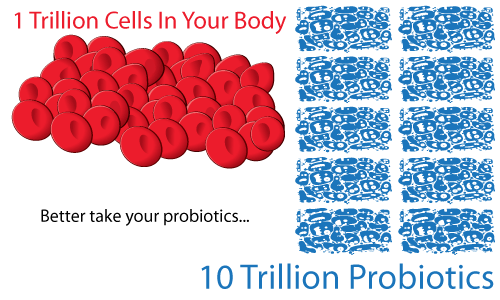 1 Trillion Cells In Your Body
Better take your probiotics...
10 Trillion Probiotics